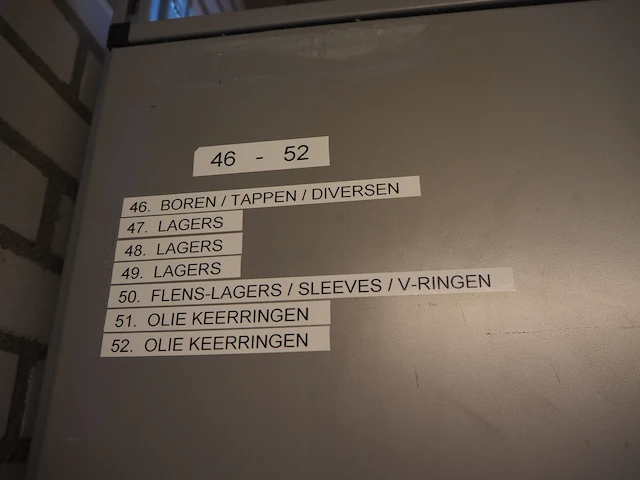 46 - 52
46. BOREN / TAPPEN / DIVERSEN
47. LAGERS
48. LAGERS
49. LAGERS
50. FLENS-LAGERS / SLEEVES / V-RINGEN
51. OLIE KEERRINGEN
52. OLIE KEERRINGEN